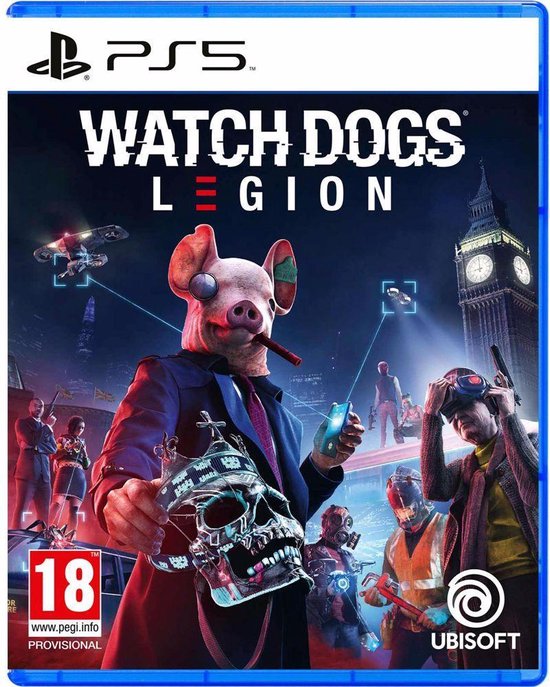 PS5
WATCH DOGS®
LEGION
18
www.pegi.info
PROVISIONAL
UBISOFT